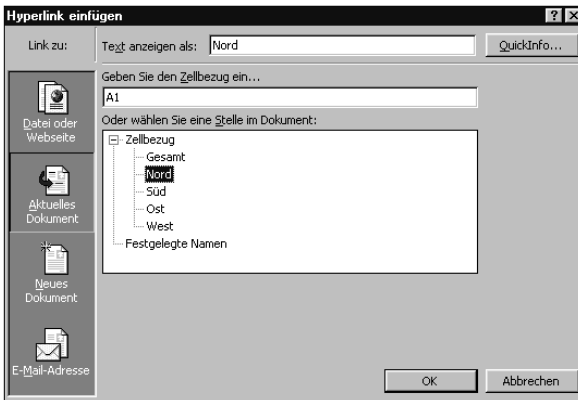 Hyperlink einfügen
Link zu:
Text anzeigen als:
Nord
QuickInfo...
Geben Sie den Zellbezug ein...
A1
Oder wählen Sie eine Stelle im Dokument:
Zellbezug
Gesamt
Nord
Süd
Ost
West
Festgelegte Namen
Datei oder
Webseite
Aktuelles
Dokument
Neues
Dokument
E-Mail-Adresse
OK
Abbrechen